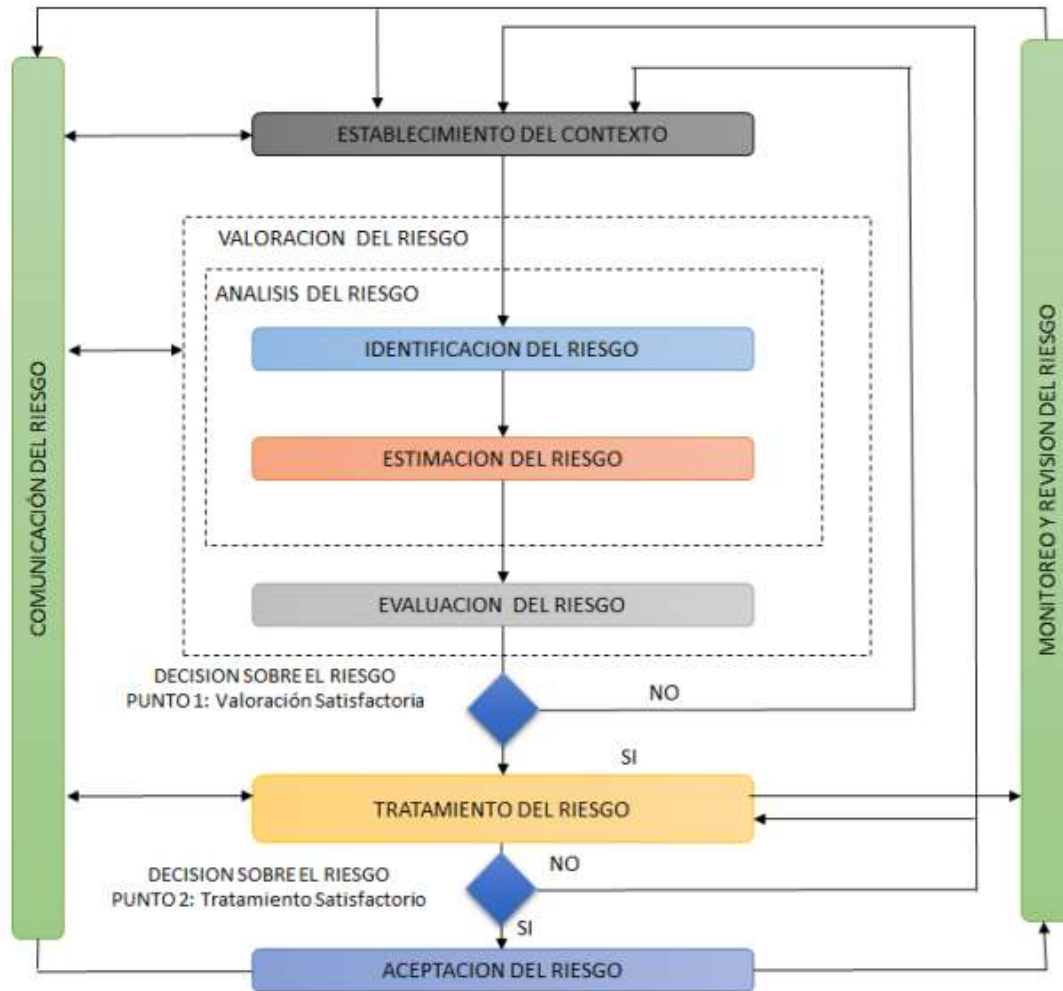 ESTABLECIMIENTO DEL CONTEXTO
VALORACION DEL RIESGO
ANALISIS DEL RIESGO
IDENTIFICACION DEL RIESGO
ESTIMACION DEL RIESGO
EVALUACION DEL RIESGO
DECISION SOBRE EL RIESGO
PUNTO 1: Valoración Satisfactoria
NO
SI
TRATAMIENTO DEL RIESGO
DECISION SOBRE EL RIESGO
PUNTO 2: Tratamiento Satisfactorio
NO
SI
ACEPTACION DEL RIESGO
COMUNICACIÓN DEL RIESGO
MONITOREO Y REVISION DEL RIESGO